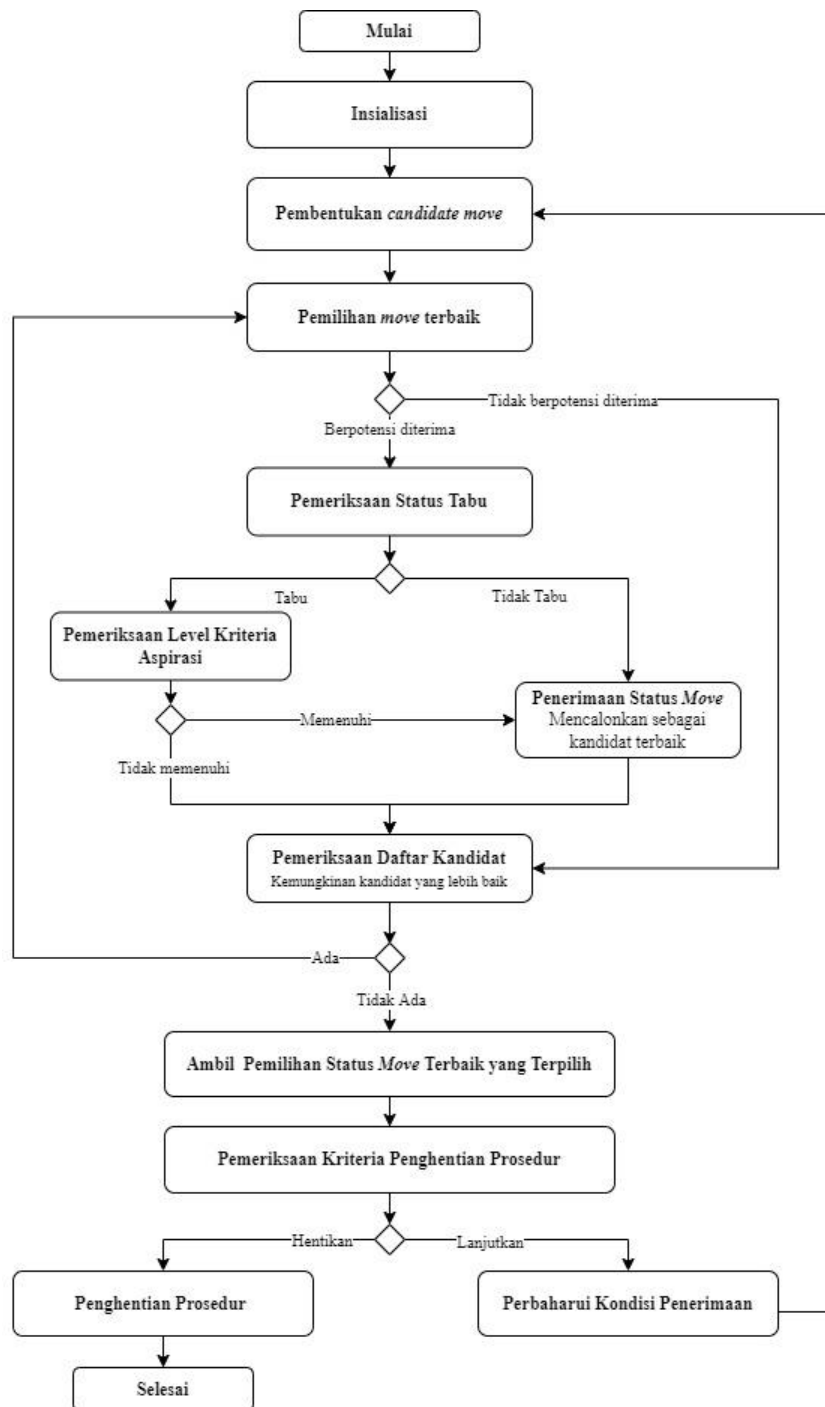 Mulai
Insialisasi
Pembentukan candidate move
Pemilihan move terbaik
Tidak berpotensi diterima
Berpotensi diterima
Pemeriksaan Status Tabu
Tabu
Tidak Tabu
Pemeriksaan Level Kriteria
Aspirasi
Penerimaan Status Move
Mencalonkan sebagai
kandidat terbaik
Memenuhi
Tidak memenuhi
Pemeriksaan Daftar Kandidat
Kemungkinan kandidat yang lebih baik
Ada
Tidak Ada
Ambil Pemilihan Status Move Terbaik yang Terpilih
Pemeriksaan Kriteria Penghentian Prosedur
Hentikan
Lanjutkan
Penghentian Prosedur
Perbaharui Kondisi Penerimaan
Selesai